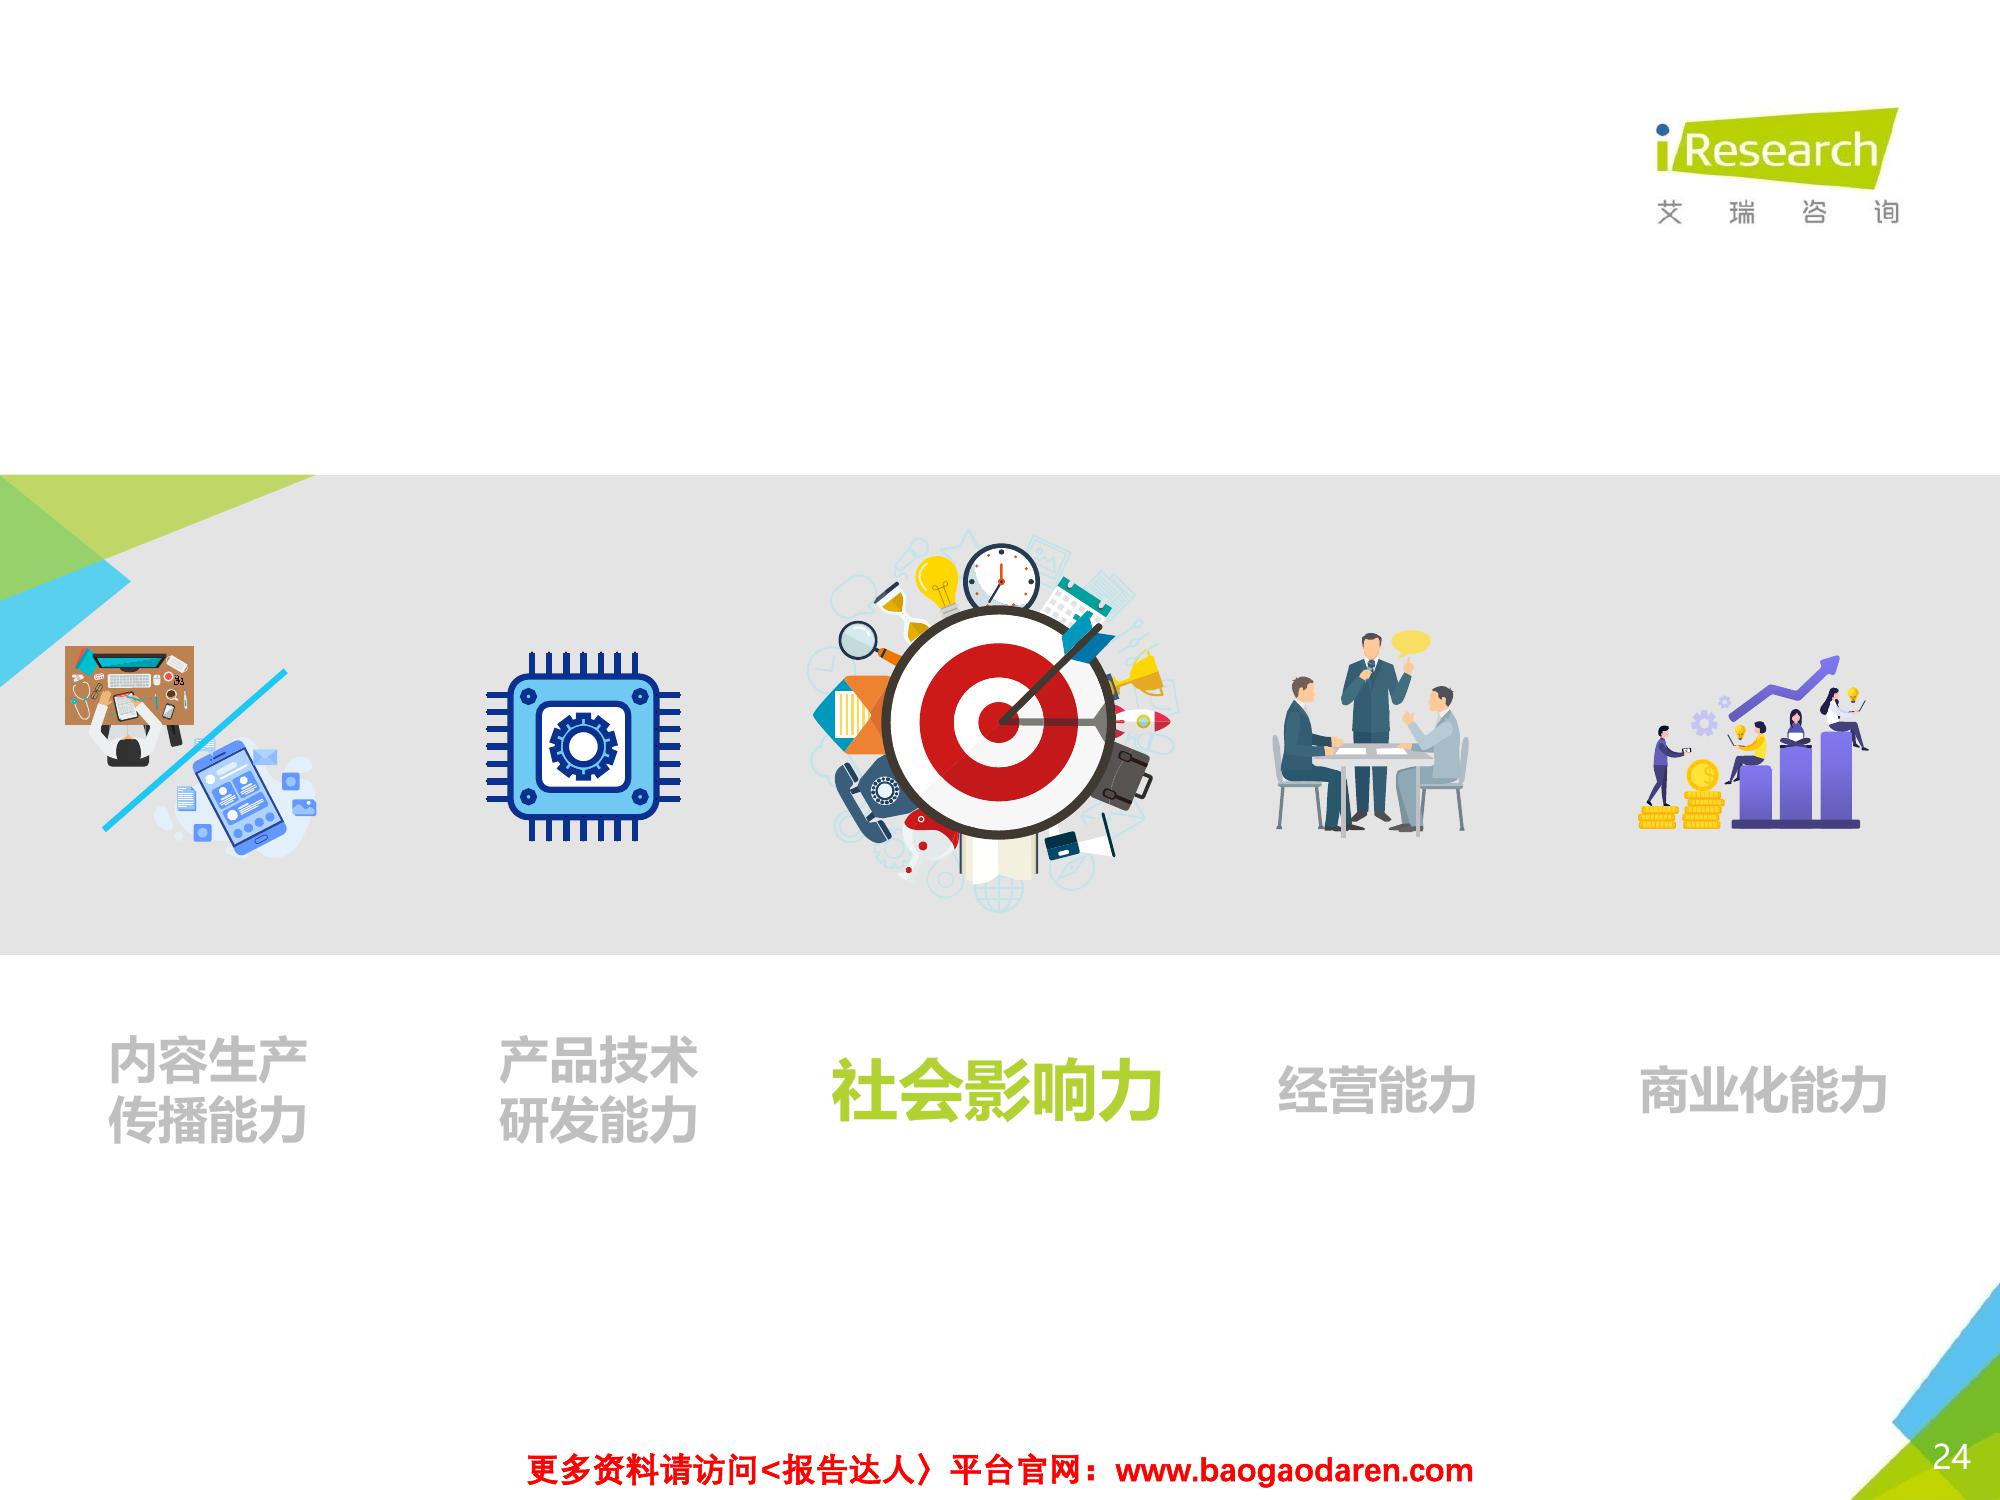 iResearch
艾瑞咨询
内容生产
传播能力
产品技术
研发能力
社会影响力
经营能力
商业化能力
24
更多资料请访问<报告达人〉平台官网：www.baogaodaren.com